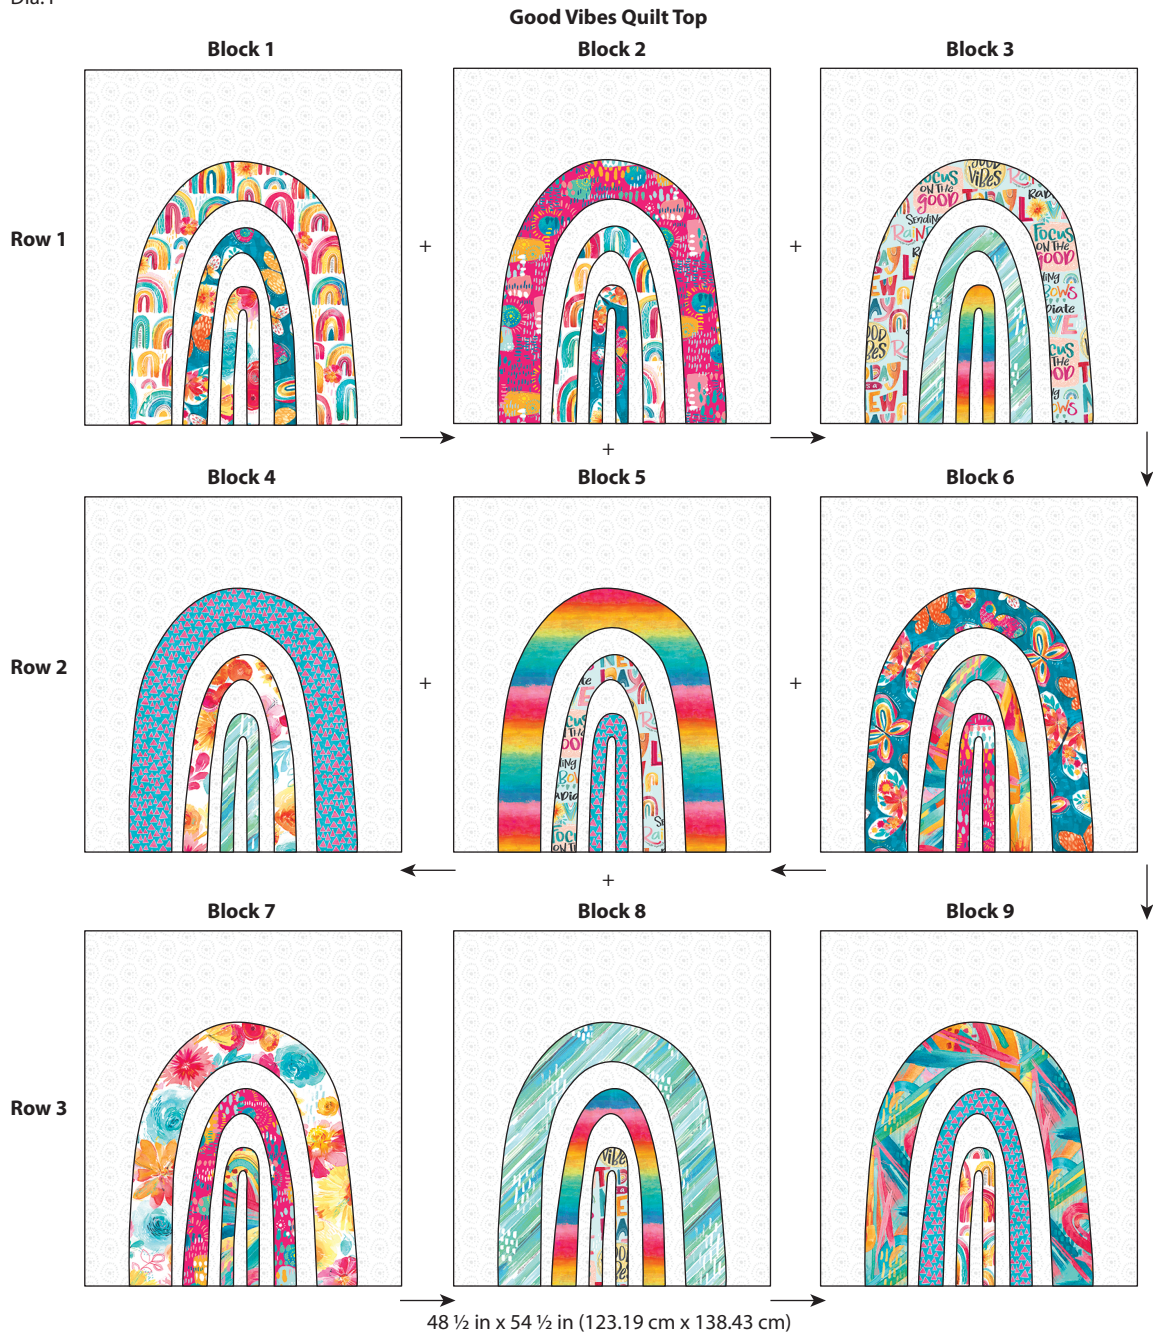 Good Vibes Quilt Top
Block 1
Block 2
Block 3
Row 1
+
+
+
Block 4
Block 5
Block 6
Row 2
+
+
+
Block 7
Block 8
Block 9
Row 3
48 ½ in x 54 ½ in (123.19 cm x 138.43 cm)